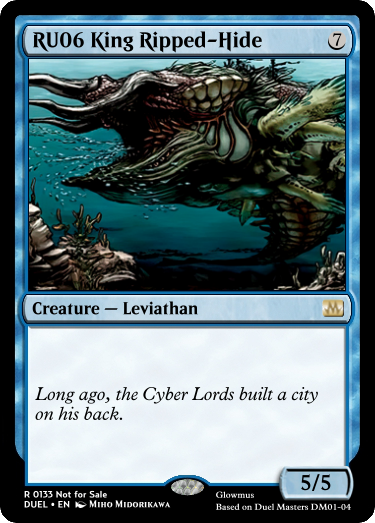 RU06 King Ripped-Hide 7
Creature — Leviathan
Long ago, the Cyber Lords built a city
on his back.
5/5
R 0133 Not for Sale
DUEL • EN Miho Midorikawa
Glowmus
Based on Duel Masters DM01-04